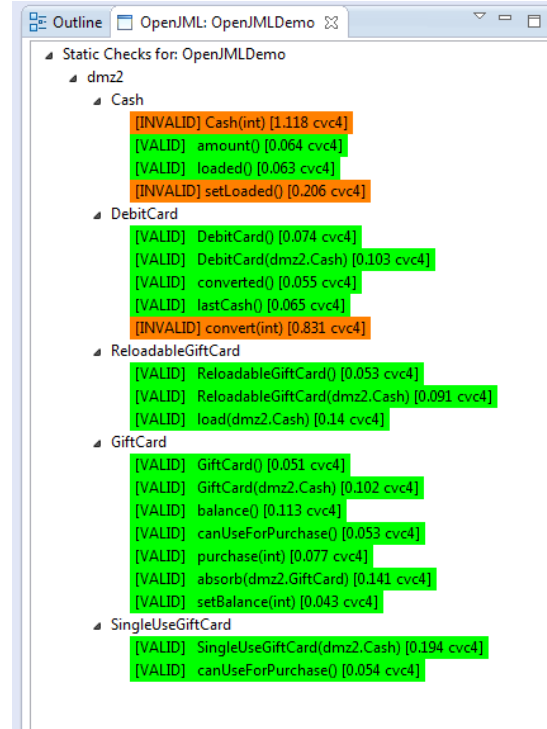 Outline OpenJML: OpenJMLDemo
Static Checks for: OpenJMLDemo
dmz2
Cash
[INVALID] Cash(int) [1.118 cvc4]
[VALID] amount() [0.064 cvc4]
[VALID] loaded() [0.063 cvc4]
[INVALID] setLoaded() [0.206 cvc4]
DebitCard
[VALID] DebitCard() [0.074 cvc4]
[VALID] DebitCard(dmz2.Cash) [0.103 cvc4]
[VALID] converted() [0.055 cvc4]
[VALID] lastCash() [0.065 cvc4]
[INVALID] convert(int) [0.831 cvc4]
ReloadableGiftCard
[VALID] ReloadableGiftCard() [0.053 cvc4]
[VALID] ReloadableGiftCard(dmz2.Cash) [0.091 cvc4]
[VALID] load(dmz2.Cash) [0.14 cvc4]
GiftCard
[VALID] GiftCard() [0.051 cvc4]
[VALID] GiftCard(dmz2.Cash) [0.102 cvc4]
[VALID] balance() [0.113 cvc4]
[VALID] canUseForPurchase() [0.053 cvc4]
[VALID] purchase(int) [0.077 cvc4]
[VALID] absorb(dmz2.GiftCard) [0.141 cvc4]
[VALID] setBalance(int) [0.043 cvc4]
SingleUseGiftCard
[VALID] SingleUseGiftCard(dmz2.Cash) [0.194 cvc4]
[VALID] canUseForPurchase() [0.054 cvc4]